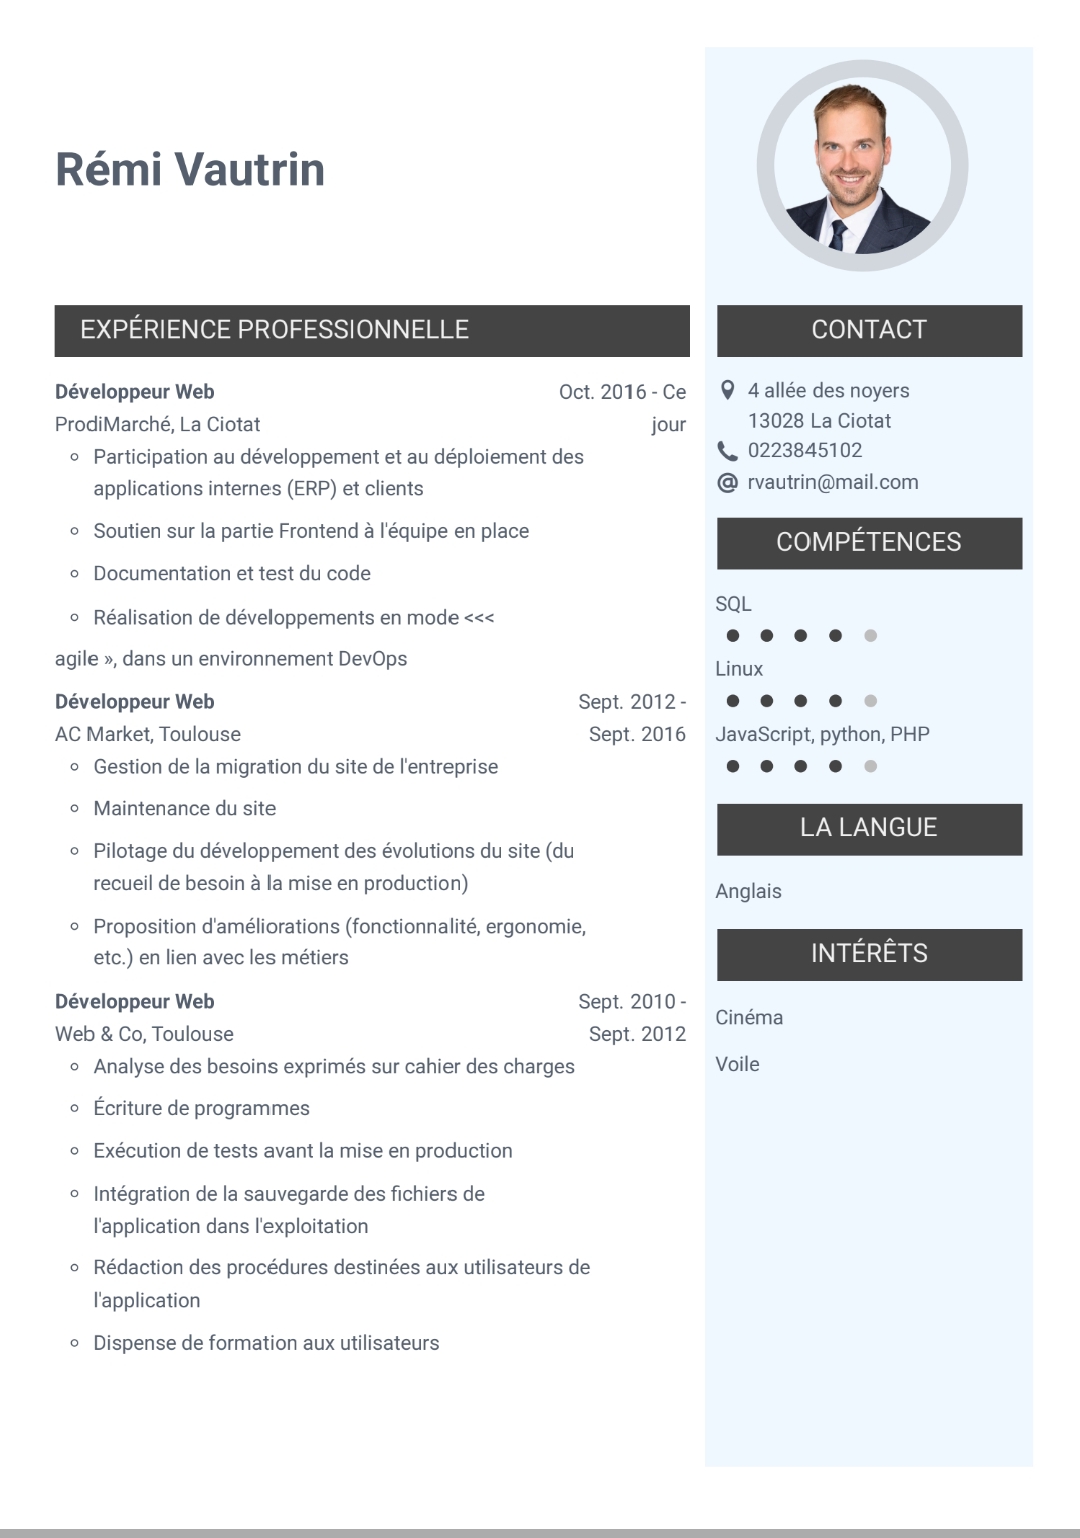 Rémi Vautrin
EXPÉRIENCE PROFESSIONNELLE
Développeur Web
Oct. 2016 - Ce
ProdiMarché, La Ciotat
jour
Participation au développement et au déploiement des
applications internes (ERP) et clients
Soutien sur la partie Frontend à l'équipe en place
Documentation et test du code
Réalisation de développements en mode <<<
agile », dans un environnement DevOps
Développeur Web
Sept. 2012 -
AC Market, Toulouse
Sept. 2016
Gestion de la migration du site de l'entreprise
Maintenance du site
Pilotage du développement des évolutions du site (du
recueil de besoin à la mise en production)
Proposition d'améliorations (fonctionnalité, ergonomie,
etc.) en lien avec les métiers
Développeur Web
Sept. 2010 -
Web & Co, Toulouse
Sept. 2012
Analyse des besoins exprimés sur cahier des charges
Écriture de programmes
Exécution de tests avant la mise en production
Intégration de la sauvegarde des fichiers de
l'application dans l'exploitation
Rédaction des procédures destinées aux utilisateurs de
l'application
Dispense de formation aux utilisateurs
CONTACT
4 allée des noyers
13028 La Ciotat
0223845102
rvautrin@mail.com
COMPÉTENCES
SQL
Linux
JavaScript, python, PHP
LA LANGUE
Anglais
INTÉRÊTS
Cinéma
Voile